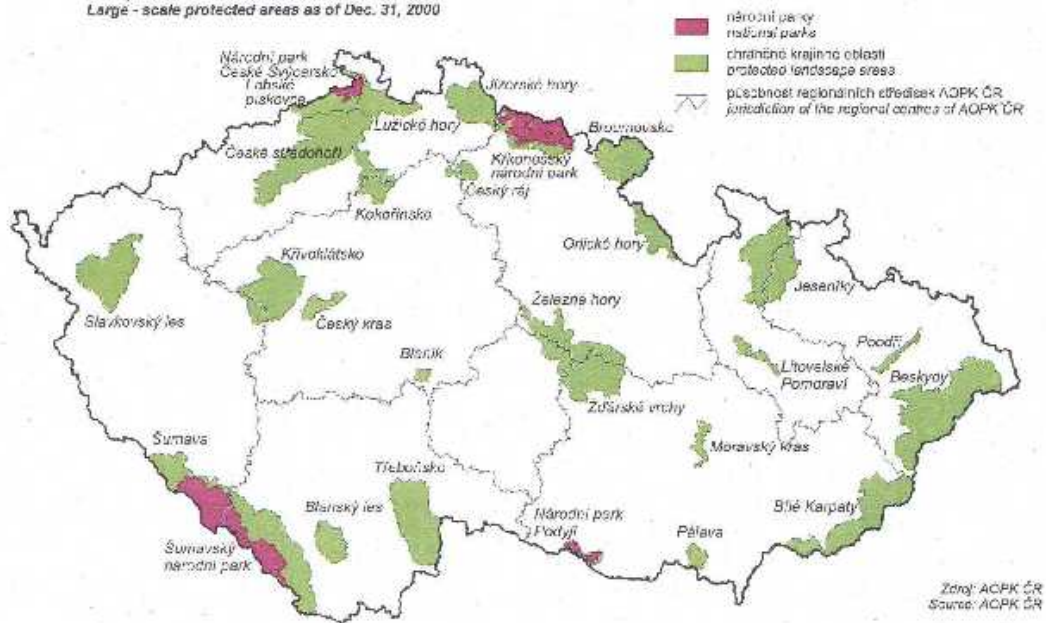 Large - scale protected areas as of Dec. 31, 2000
národní parky
national parks
chráněné krajinné oblasti
protected landscape areas
působnost regionálních středisek AOPK ČR
jurisdiction of the regional centres of AOPK ČR
Národní park
České Švýcarsko
Labské
pískovce
Jizerské hory
Lužické hory
Broumovsko
České středohoří
Krkonošský
národní park
Český ráj
Kokořínsko
Orlické hory
Křivoklátsko
Jeseníky
Železné hory
Slavkovský les
Český kras
Poodří
Blaník
Litovelské
Pomoraví
Beskydy
Žďárské vrchy
Šumava
Moravský kras
Třeboňsko
Blanský les
Národní park
Podyjí
Bílé Karpaty
Pálava
Šumavský
národní park
Zdroj: AOPK ČR
Source: AOPK ČR